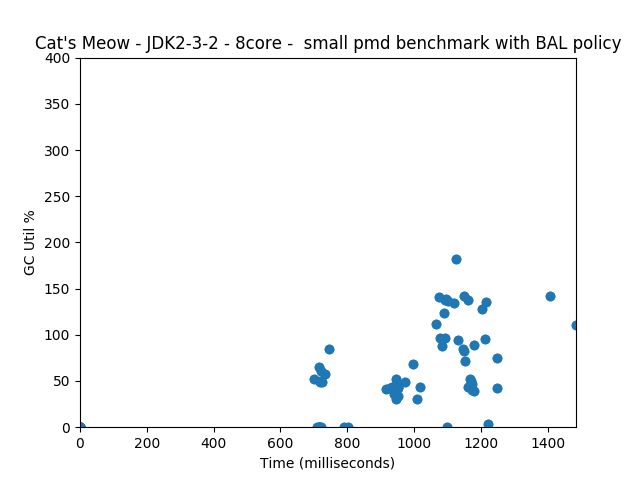 Cat's Meow - JDK2-3-2 - 8core -  small pmd benchmark with BAL policy
400
350
300
250
200
150
100
50
0
GC Util %
0 200 400 600 800 1000 1200 1400
Time (milliseconds)